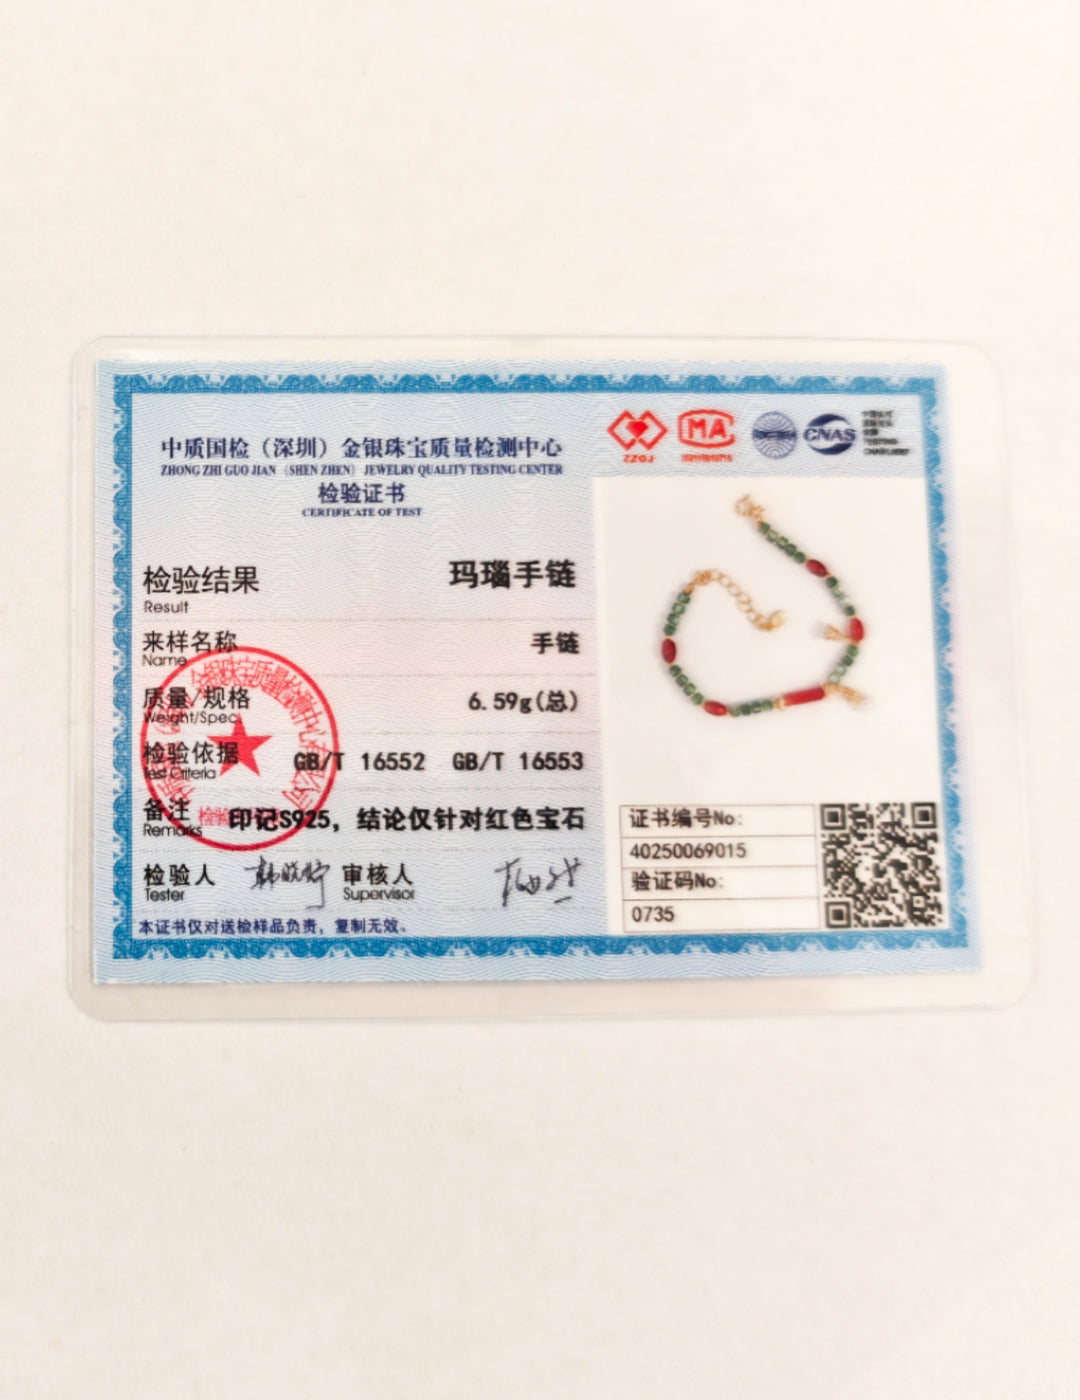 中质国检（深圳）金银珠宝质量检测中心
ZHONG ZHI GUO JIAN （SHEN ZHEN） JEWELRY QUALITY TESTING CENTER
检验证书
CERTIFICATE OF TEST
ZZGJ
MA
CNAS
检验结果 玛瑙手链
Result
来样名称 手链
Name
质量/规格 6.59g(总)
Weight/Spec
检验依据 GB/T 16552 GB/T 16553
Test Criteria
备注 印记S925，结论仅针对红色宝石
Remarks
检验人 审核人
Tester Supervisor
本证书仅对送检样品负责，复制无效。
证书编号No:
40250069015
验证码No:
0735